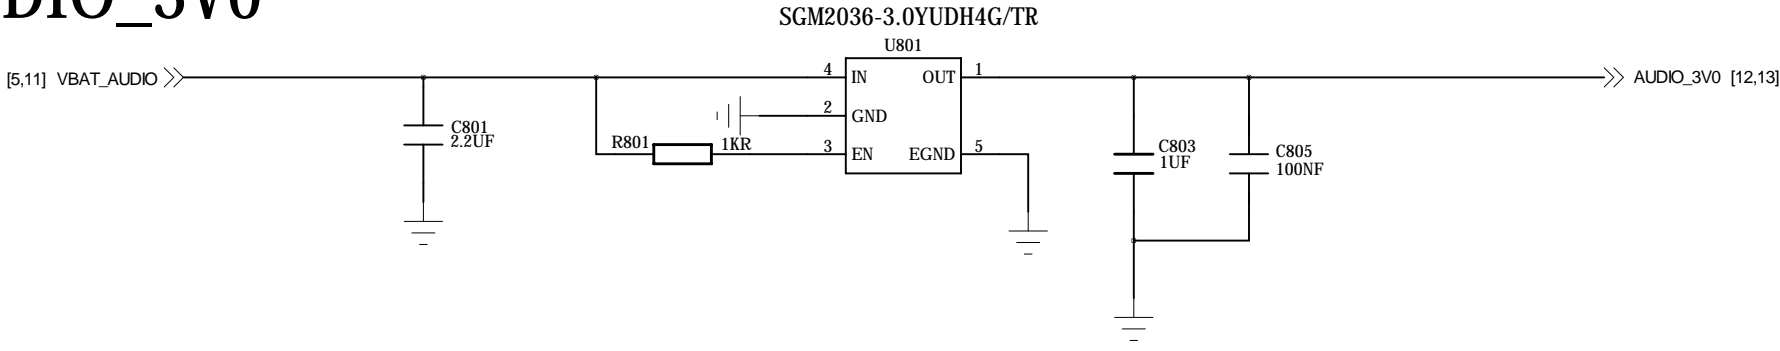 DIO_3V0
SGM2036-3.0YUDH4G/TR
U801
[5,11] VBAT_AUDIO
4 IN OUT 1
AUDIO_3V0 [12,13]
2 GND
C801
2.2UF
R801 1KR
3 EN EGND 5
C803
1UF
C805
100NF